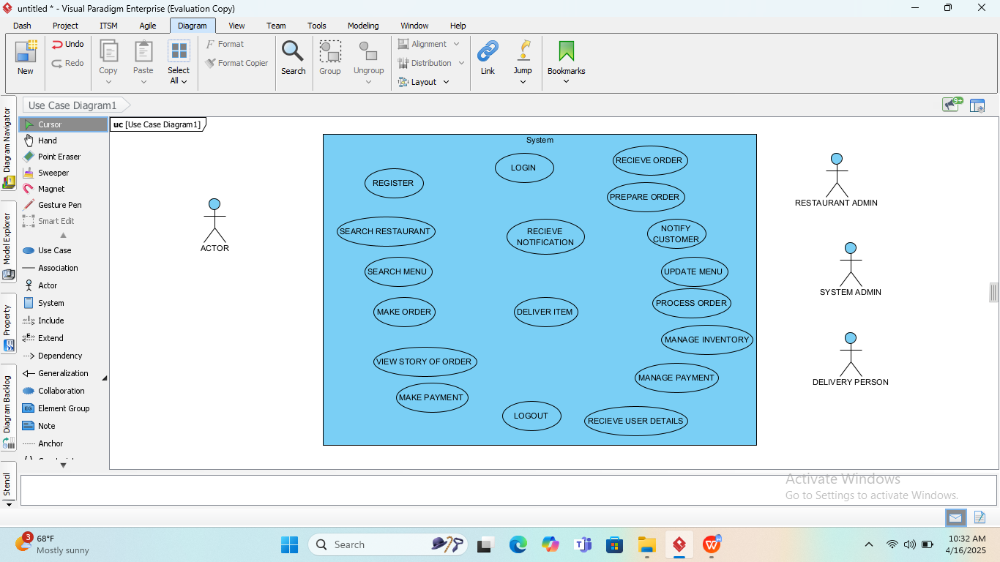 untitled * - Visual Paradigm Enterprise (Evaluation Copy)
Dash Project ITSM Agile Diagram View Team Tools Modeling Window Help
New
Undo
Redo
Copy
Paste
Select
All
Format
Format Copier
Search
Group
Ungroup
Alignment
Distribution
Layout
Link
Jump
Bookmarks
Use Case Diagram1
9+
Diagram Navigator
Model Explorer
Property
Diagram Backlog
Stencil
Cursor
Hand
Point Eraser
Sweeper
Magnet
Gesture Pen
Smart Edit
Use Case
Association
Actor
System
Include
Extend
Dependency
Generalization
Collaboration
Element Group
Note
Anchor
uc [Use Case Diagram1]
ACTOR
System
LOGIN
RECIEVE ORDER
REGISTER
PREPARE ORDER
SEARCH RESTAURANT
RECIEVE
NOTIFICATION
NOTIFY
CUSTOMER
SEARCH MENU
UPDATE MENU
MAKE ORDER
DELIVER ITEM
PROCESS ORDER
MANAGE INVENTORY
VIEW STORY OF ORDER
MANAGE PAYMENT
MAKE PAYMENT
LOGOUT
RECIEVE USER DETAILS
RESTAURANT ADMIN
SYSTEM ADMIN
DELIVERY PERSON
Activate Windows
Go to Settings to activate Windows.
3
68°F
Mostly sunny
Search
10:32 AM
4/16/2025